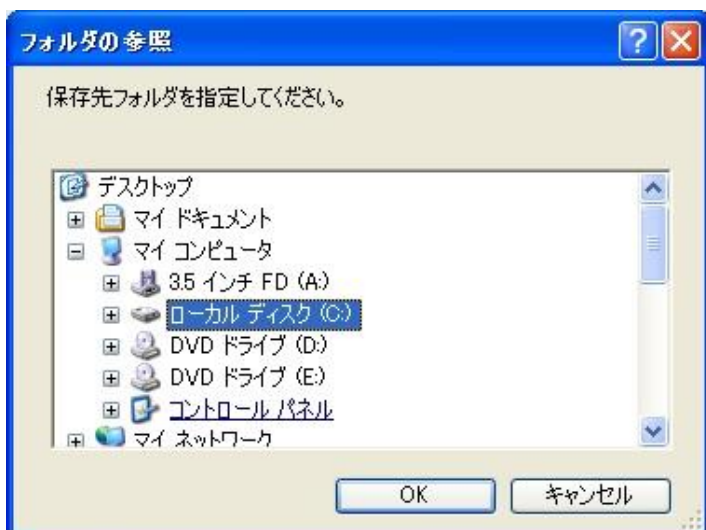 フォルダの参照
保存先フォルダを指定してください。
デスクトップ
マイ ドキュメント
マイ コンピュータ
3.5 インチ FD (A:)
ローカル ディスク (C:)
DVD ドライブ (D:)
DVD ドライブ (E:)
コントロール パネル
マイ ネットワーク
OK
キャンセル